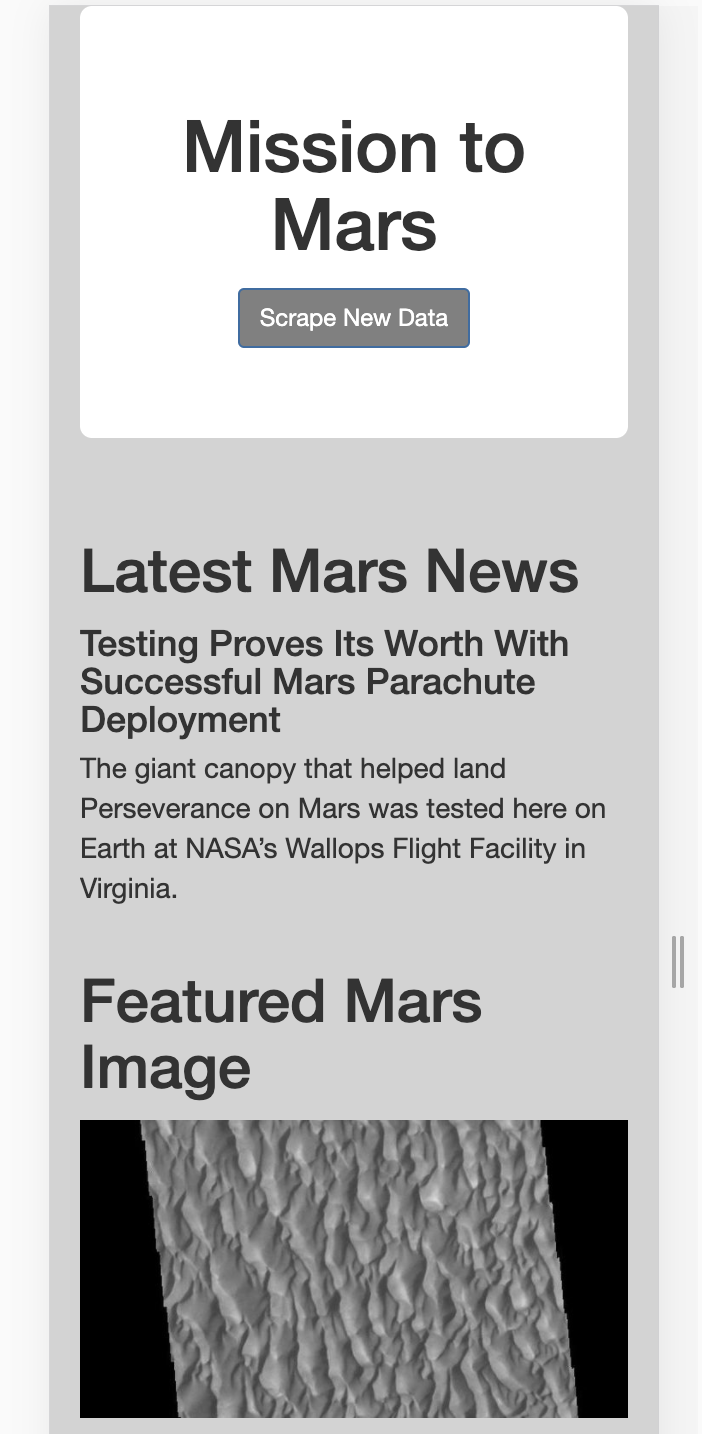 Mission to
Mars
Scrape New Data
Latest Mars News
Testing Proves Its Worth With
Successful Mars Parachute
Deployment
The giant canopy that helped land
Perseverance on Mars was tested here on
Earth at NASA’s Wallops Flight Facility in
Virginia.
Featured Mars
Image